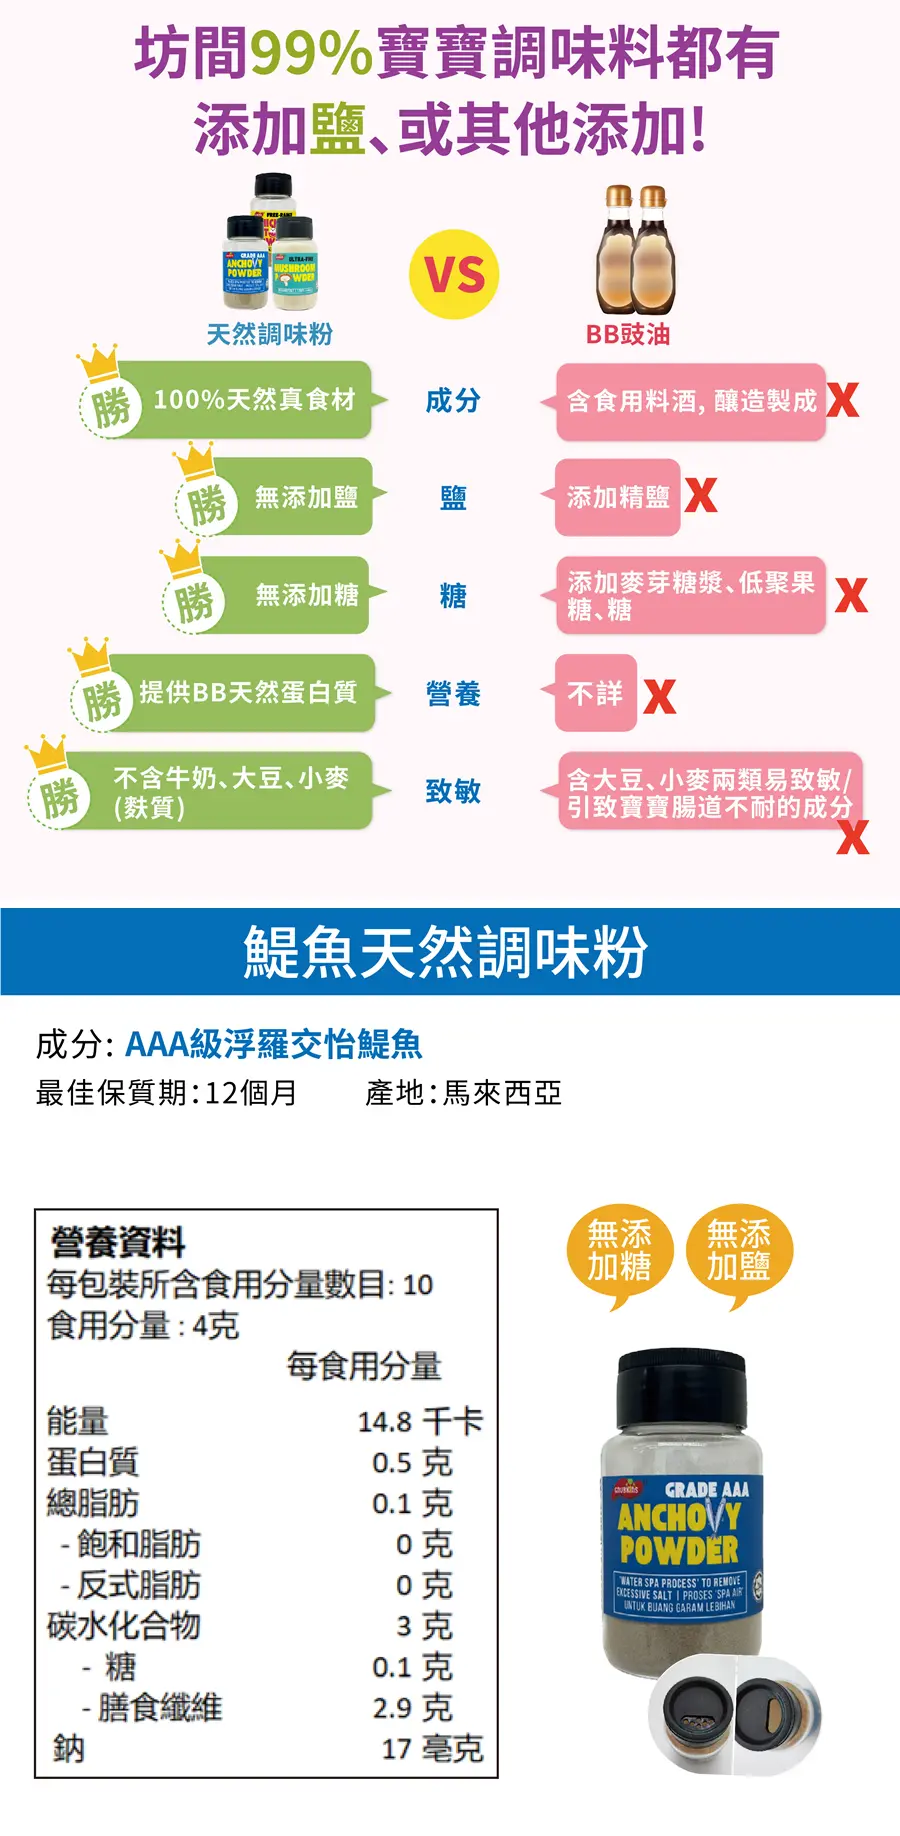 坊間99%寶寶調味料都有
添加鹽、或其他添加!
GRADE AAA
ANCHOVY
POWDER
ULTRA-FINE
MUSHROOM
POWDER
VS
天然調味粉
BB豉油
勝 100%天然真食材 成分 含食用料酒, 釀造製成 X
勝 無添加鹽 鹽 添加精鹽 X
勝 無添加糖 糖 添加麥芽糖漿、低聚果
糖、糖 X
勝 提供BB天然蛋白質 營養 不詳 X
勝 不含牛奶、大豆、小麥
(麩質)
致敏
含大豆、小麥兩類易致敏/
引致寶寶腸道不耐的成分
X
鯷魚天然調味粉
成分: AAA級浮羅交怡鯷魚
最佳保質期:12個月 產地:馬來西亞
營養資料
每包裝所含食用分量數目: 10
食用分量 : 4克
每食用分量
能量 14.8 千卡
蛋白質 0.5 克
總脂肪 0.1 克
- 飽和脂肪 0 克
- 反式脂肪 0 克
碳水化合物 3 克
- 糖 0.1 克
- 膳食纖維 2.9 克
鈉 17 毫克
無添
加糖
無添
加鹽
GRADE AAA
ANCHOVY
POWDER
'WATER SPA PROCESS' TO REMOVE
EXCESSIVE SALT | PROSES 'SPA AIR'
UNTUK BUANG GARAM LEBIHAN